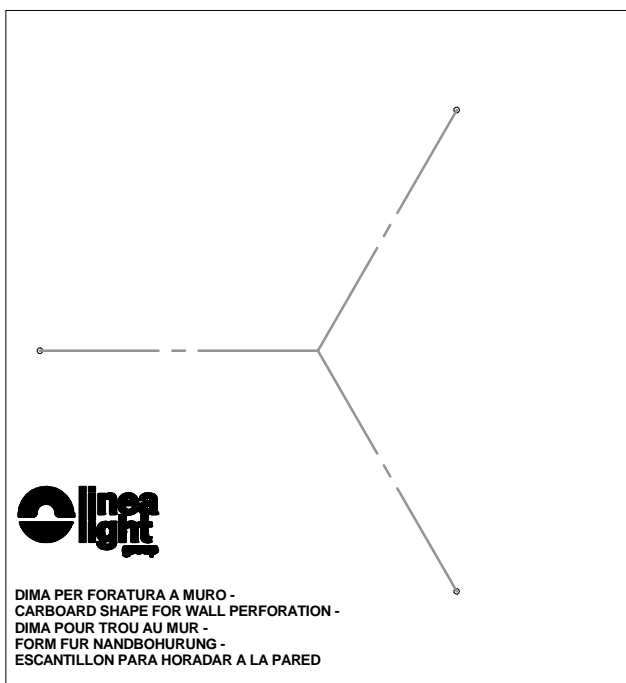 linea
light
group
DIMA PER FORATURA A MURO -
CARBOARD SHAPE FOR WALL PERFORATION -
DIMA POUR TROU AU MUR -
FORM FUR NANDBOHURUNG -
ESCANTILLON PARA HORADAR A LA PARED